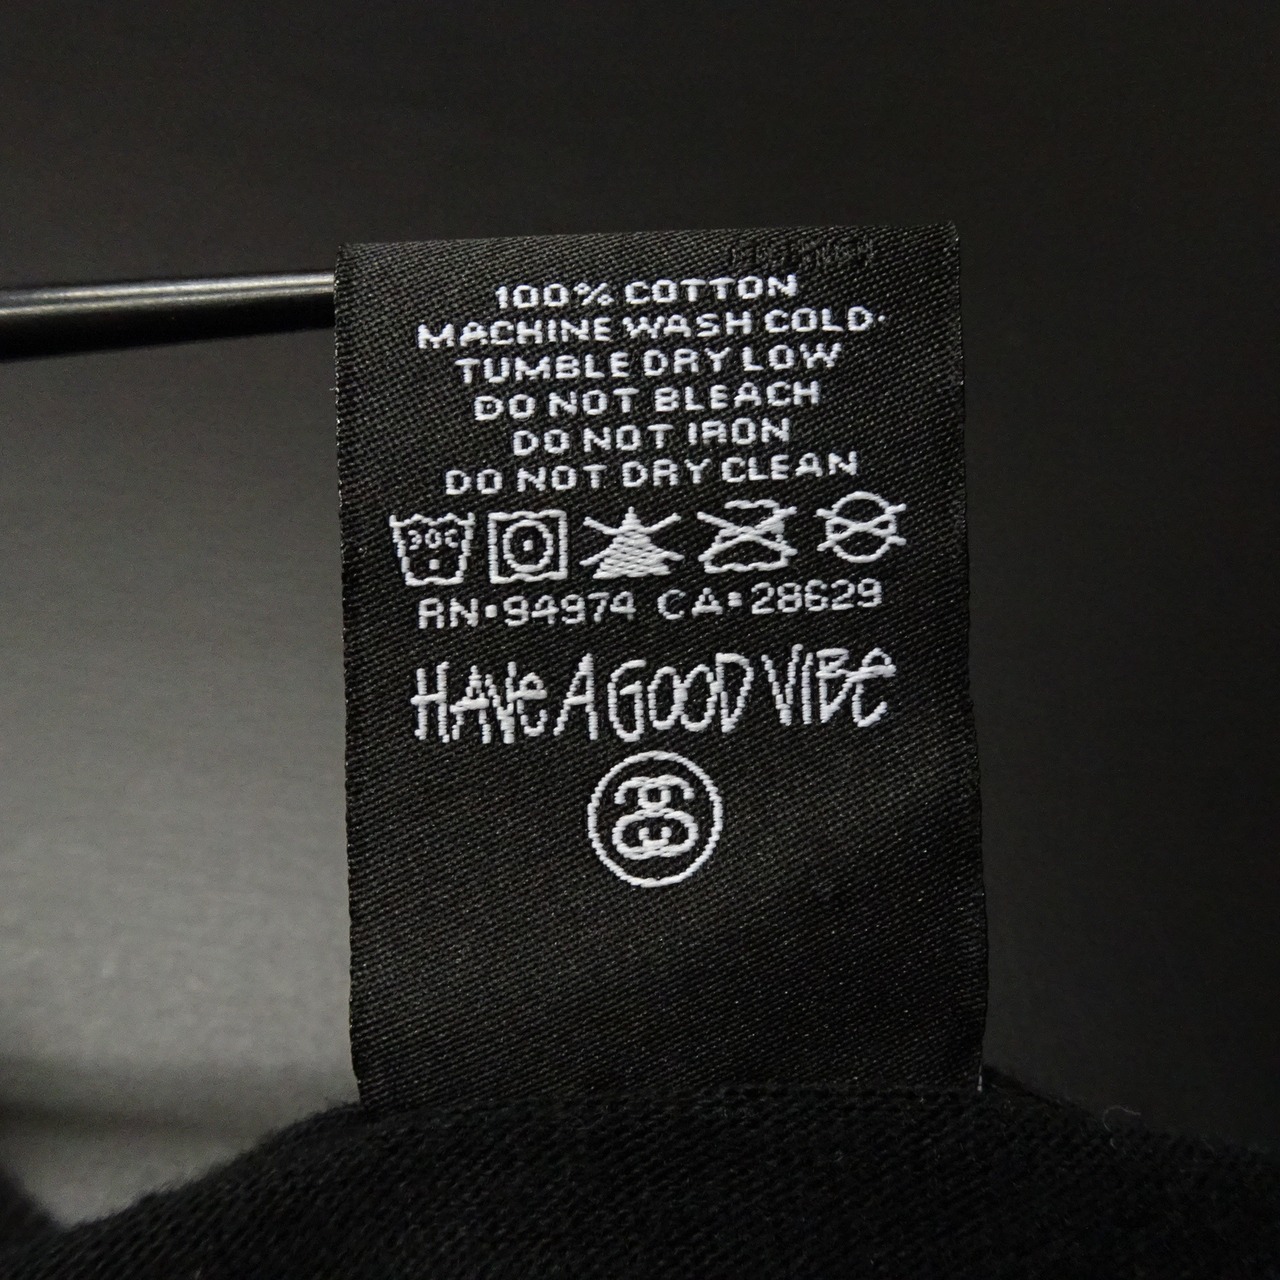 100% COTTON
MACHINE WASH COLD·
TUMBLE DRY LOW
DO NOT BLEACH
DO NOT IRON
DO NOT DRY CLEAN
30C
RN·94974 CA·28629
HAVE A GOOD VIBE